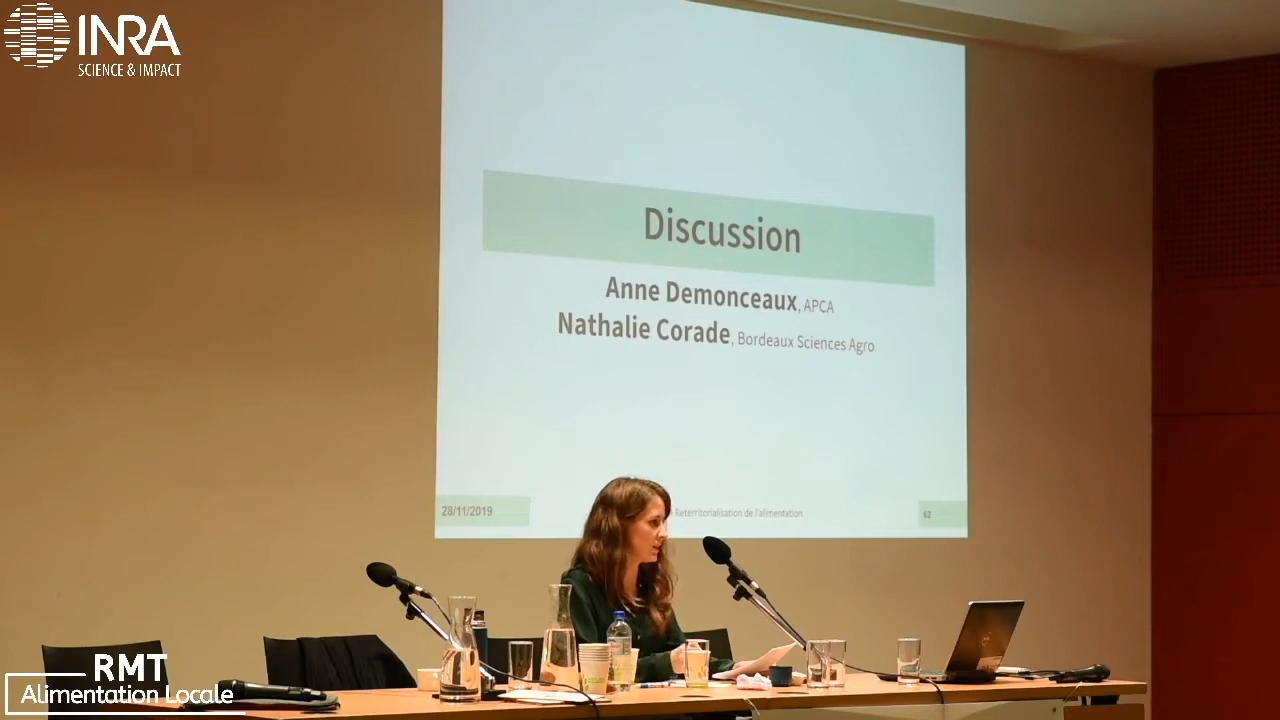 INRA
SCIENCE & IMPACT
Discussion
Anne Demonceaux, APCA
Nathalie Corade, Bordeaux Sciences Agro
28/11/2019
Reterritorialisation de l'alimentation
62
RMT
Alimentation Locale